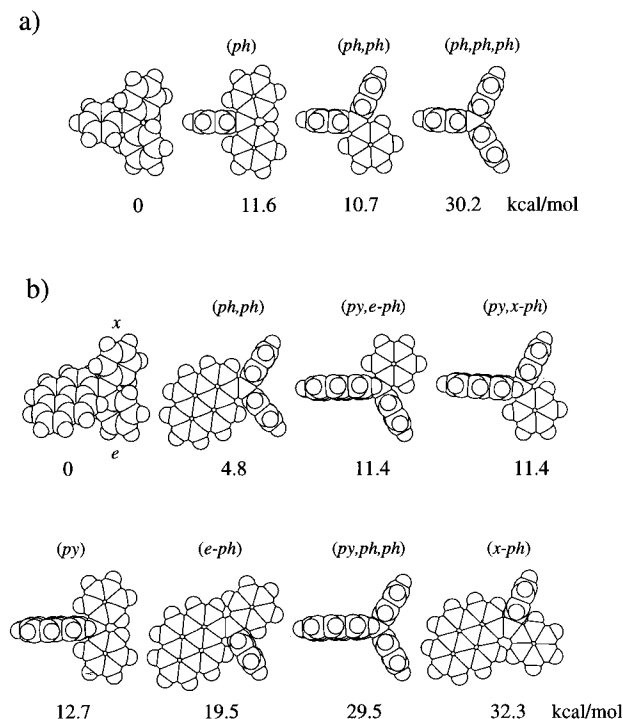 a)
(ph) (ph,ph) (ph,ph,ph)
0 11.6 10.7 30.2 kcal/mol
b)
x (ph,ph) (py,e-ph) (py,x-ph)
e
0 4.8 11.4 11.4
(py) (e-ph) (py,ph,ph) (x-ph)
12.7 19.5 29.5 32.3 kcal/mol